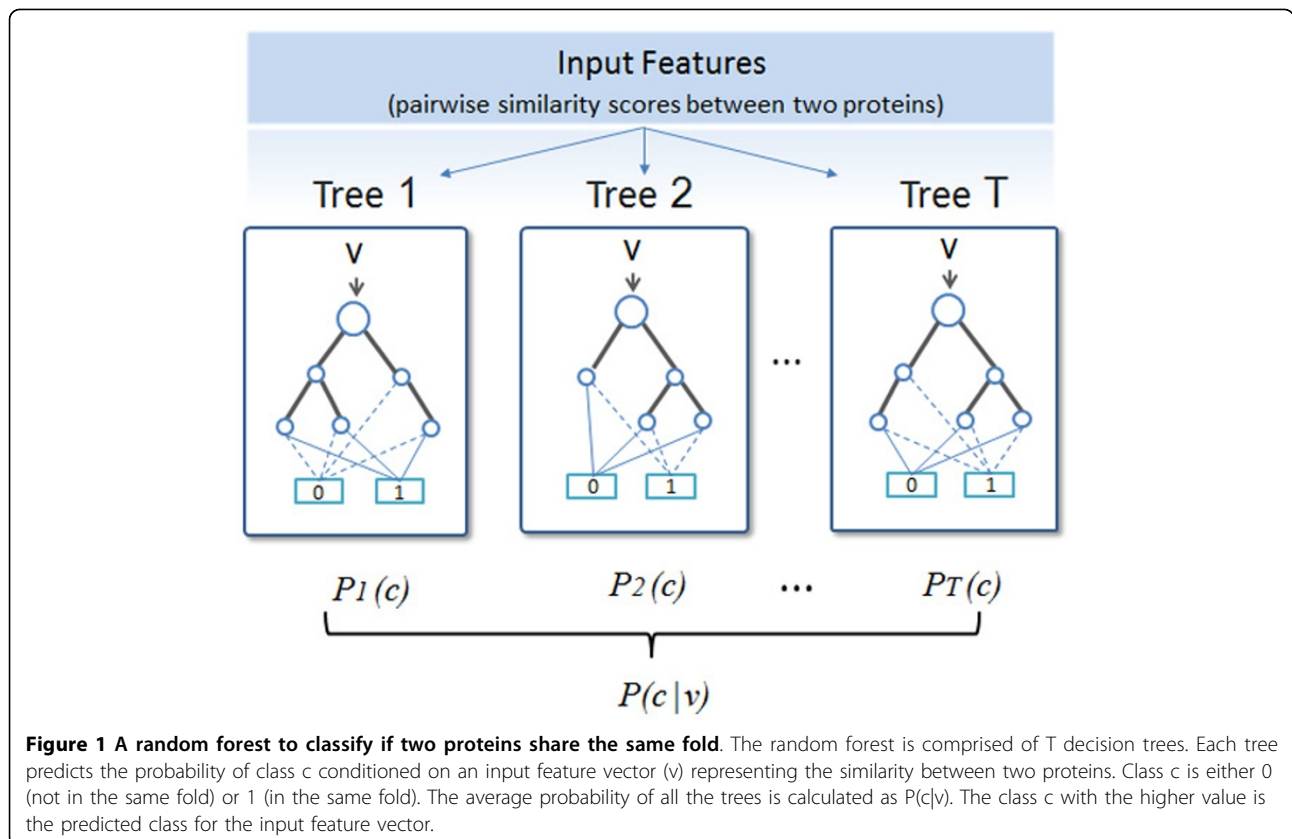 Input Features
(pairwise similarity scores between two proteins)
Tree 1 Tree 2 Tree T
V V V
...
0 1 0 1 0 1
P1(c) P2(c) ... PT(c)
P(c|v)
Figure 1 A random forest to classify if two proteins share the same fold. The random forest is comprised of T decision trees. Each tree
predicts the probability of class c conditioned on an input feature vector (v) representing the similarity between two proteins. Class c is either 0
(not in the same fold) or 1 (in the same fold). The average probability of all the trees is calculated as P(c|v). The class c with the higher value is
the predicted class for the input feature vector.